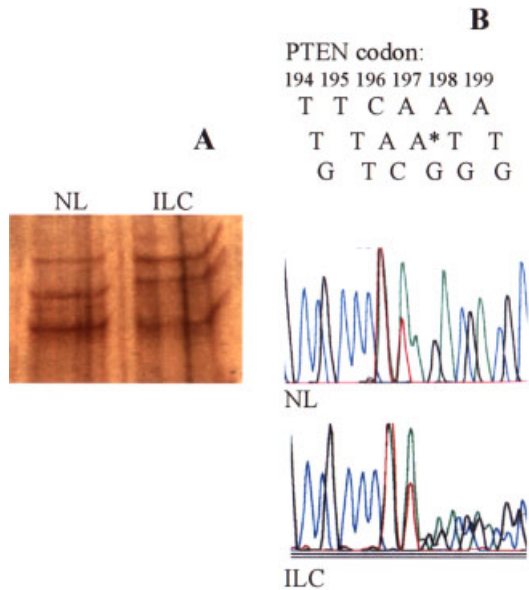 B
PTEN codon:
194 195 196 197 198 199
T T C A A A
T T A A * T T
G T C G G G
A
NL ILC
NL
ILC